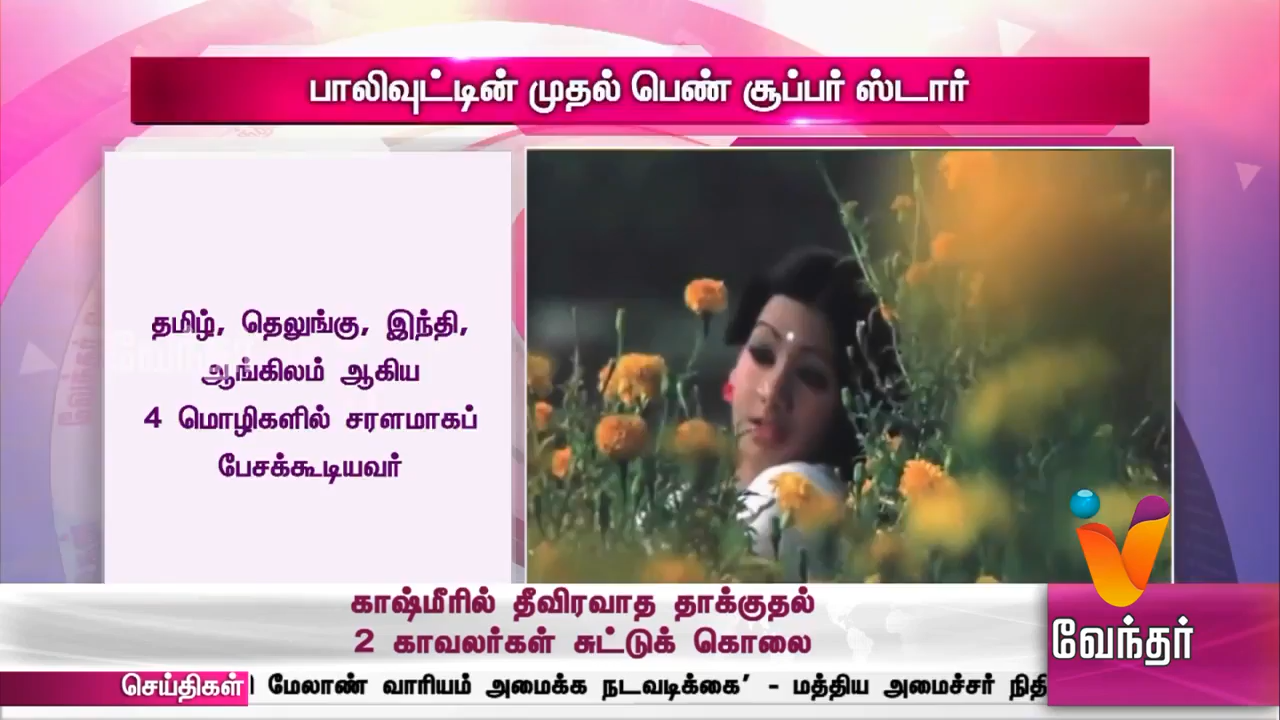 பாலிவுட்டின் முதல் பெண் சூப்பர் ஸ்டார்
தமிழ், தெலுங்கு, இந்தி,
ஆங்கிலம் ஆகிய
4 மொழிகளில் சரளமாகப்
பேசக்கூடியவர்
காஷ்மீரில் தீவிரவாத தாக்குதல்
2 காவலர்கள் சுட்டுக் கொலை
வேந்தர்
செய்திகள்
மேலாண் வாரியம் அமைக்க நடவடிக்கை’ - மத்திய அமைச்சர் நிதி